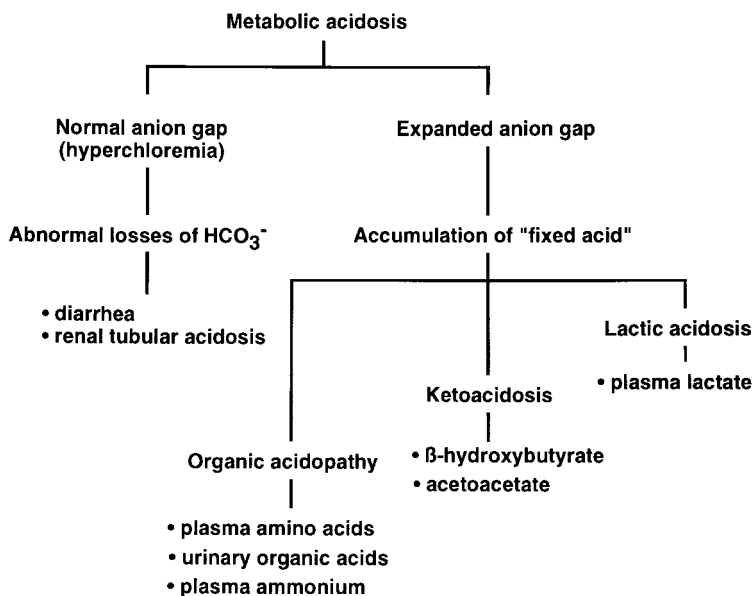 Metabolic acidosis
Normal anion gap
(hyperchloremia)
Expanded anion gap
Abnormal losses of HCO₃⁻
Accumulation of "fixed acid"
• diarrhea
• renal tubular acidosis
Lactic acidosis
• plasma lactate
Ketoacidosis
• ß-hydroxybutyrate
• acetoacetate
Organic acidopathy
• plasma amino acids
• urinary organic acids
• plasma ammonium